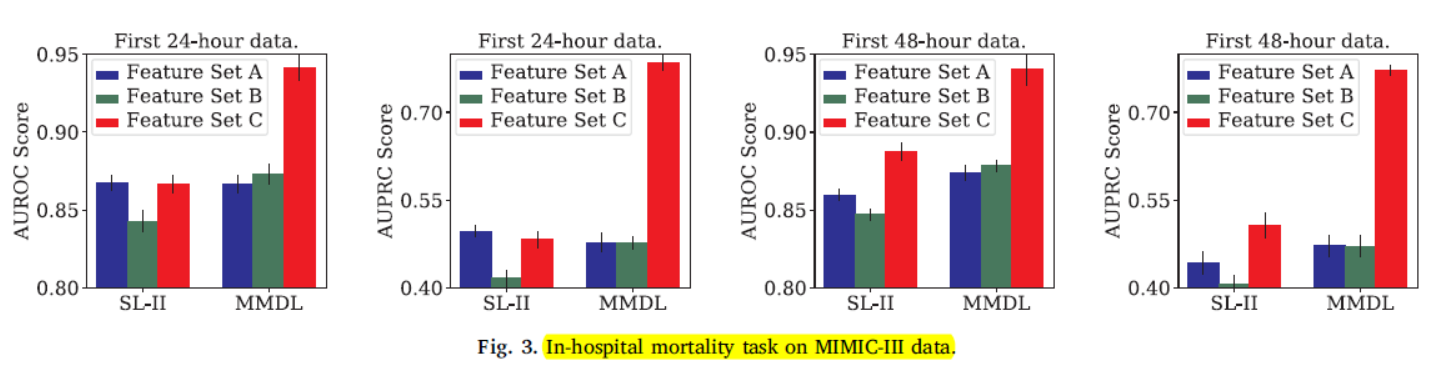 First 24-hour data.
0.95
0.90
0.85
0.80
AUROC Score
Feature Set A
Feature Set B
Feature Set C
SL-II MMDL
First 24-hour data.
0.70
0.55
0.40
AUPRC Score
Feature Set A
Feature Set B
Feature Set C
SL-II MMDL
First 48-hour data.
0.95
0.90
0.85
0.80
AUROC Score
Feature Set A
Feature Set B
Feature Set C
SL-II MMDL
First 48-hour data.
0.70
0.55
0.40
AUPRC Score
Feature Set A
Feature Set B
Feature Set C
SL-II MMDL
Fig. 3. In-hospital mortality task on MIMIC-III data.